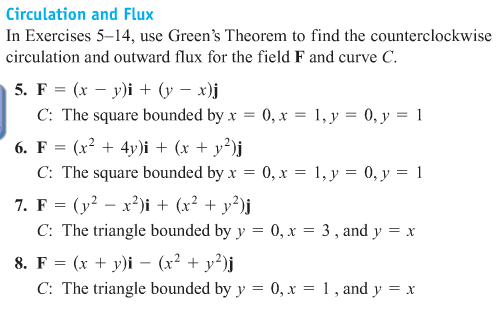 Circulation and Flux
In Exercises 5–14, use Green's Theorem to find the counterclockwise
circulation and outward flux for the field F and curve C.
5. F = (x − y)i + (y − x)j
C: The square bounded by x = 0, x = 1, y = 0, y = 1
6. F = (x² + 4y)i + (x + y²)j
C: The square bounded by x = 0, x = 1, y = 0, y = 1
7. F = (y² − x²)i + (x² + y²)j
C: The triangle bounded by y = 0, x = 3 , and y = x
8. F = (x + y)i − (x² + y²)j
C: The triangle bounded by y = 0, x = 1 , and y = x